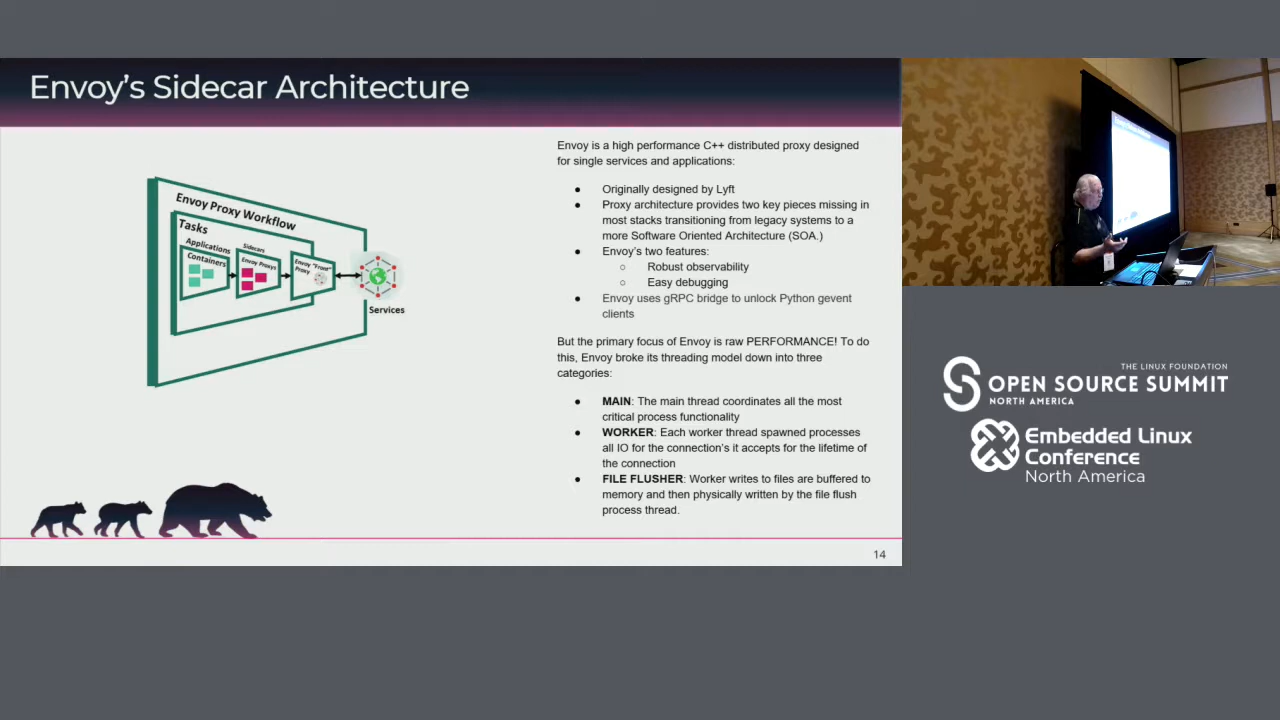 Envoy's Sidecar Architecture
Envoy Proxy Workflow
Tasks
Applications
Containers
Sidecars
Envoy Proxys
Envoy "Front"
Proxy
Services
Envoy is a high performance C++ distributed proxy designed
for single services and applications:
● Originally designed by Lyft
● Proxy architecture provides two key pieces missing in
most stacks transitioning from legacy systems to a
more Software Oriented Architecture (SOA.)
● Envoy's two features:
○ Robust observability
○ Easy debugging
● Envoy uses gRPC bridge to unlock Python gevent
clients
But the primary focus of Envoy is raw PERFORMANCE! To do
this, Envoy broke its threading model down into three
categories:
● MAIN: The main thread coordinates all the most
critical process functionality
● WORKER: Each worker thread spawned processes
all IO for the connection's it accepts for the lifetime of
the connection
● FILE FLUSHER: Worker writes to files are buffered to
memory and then physically written by the file flush
process thread.
14
THE LINUX FOUNDATION
OPEN SOURCE SUMMIT
NORTH AMERICA
Embedded Linux
Conference
North America